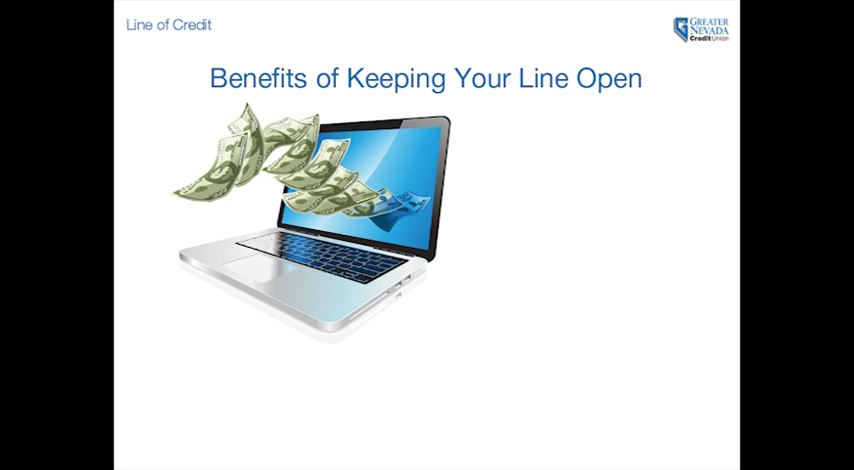 Line of Credit
GREATER
NEVADA
Credit Union
Benefits of Keeping Your Line Open